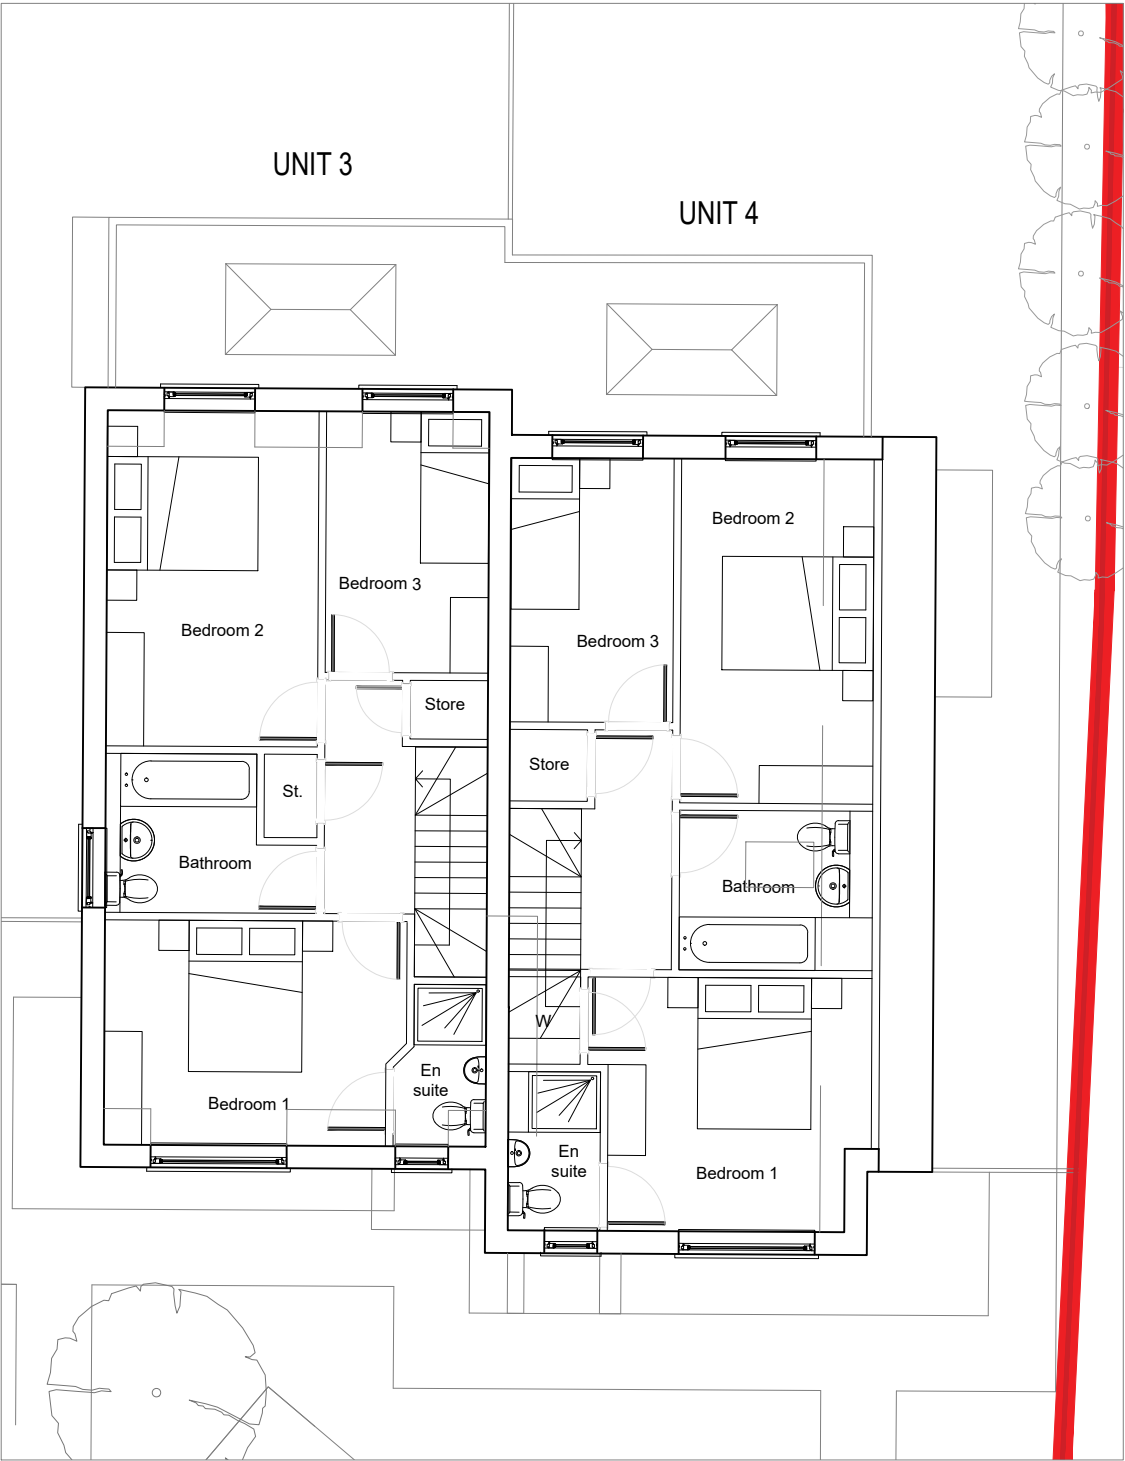 UNIT 3
UNIT 4
Bedroom 2
Bedroom 3
Bedroom 2
Bedroom 3
Store
Store
St.
Bathroom
Bathroom
W
En
suite
Bedroom 1
En
suite
Bedroom 1